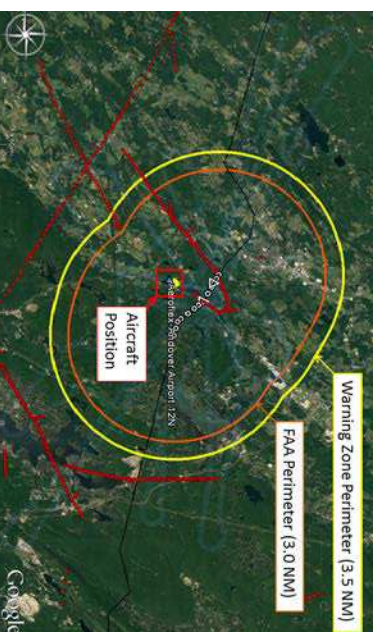 Warning Zone Perimeter (3.5 NM)
FAA Perimeter (3.0 NM)
Aeroflex-Andover Airport 12N
Aircraft
Position
Google